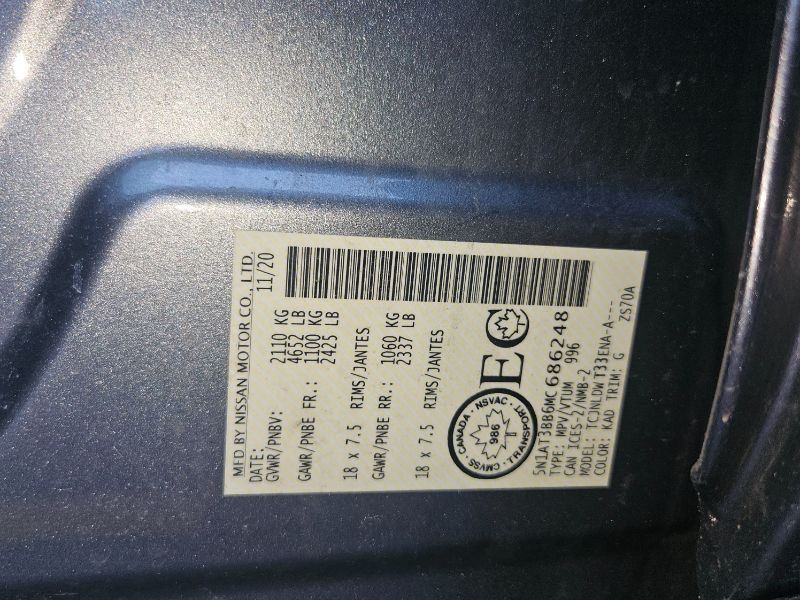 MFD BY NISSAN MOTOR CO., LTD.
DATE: 11/20
GVWR/PNBV: 2110 KG
4652 LB
GAWR/PNBE FR.: 1100 KG
2425 LB
18 x 7.5 RIMS/JANTES
GAWR/PNBE RR.: 1060 KG
2337 LB
18 x 7.5 RIMS/JANTES
CANADA · NSVAC · TRANSPORT · CMVSS
986
EC
5N1AT3BB6MC686248
TYPE: MPV/VTUM 996
CAN ICES-2/NMB-2
MODEL: TCJNLDWT33ENA-A---
COLOR: KAD TRIM: G ZS70A